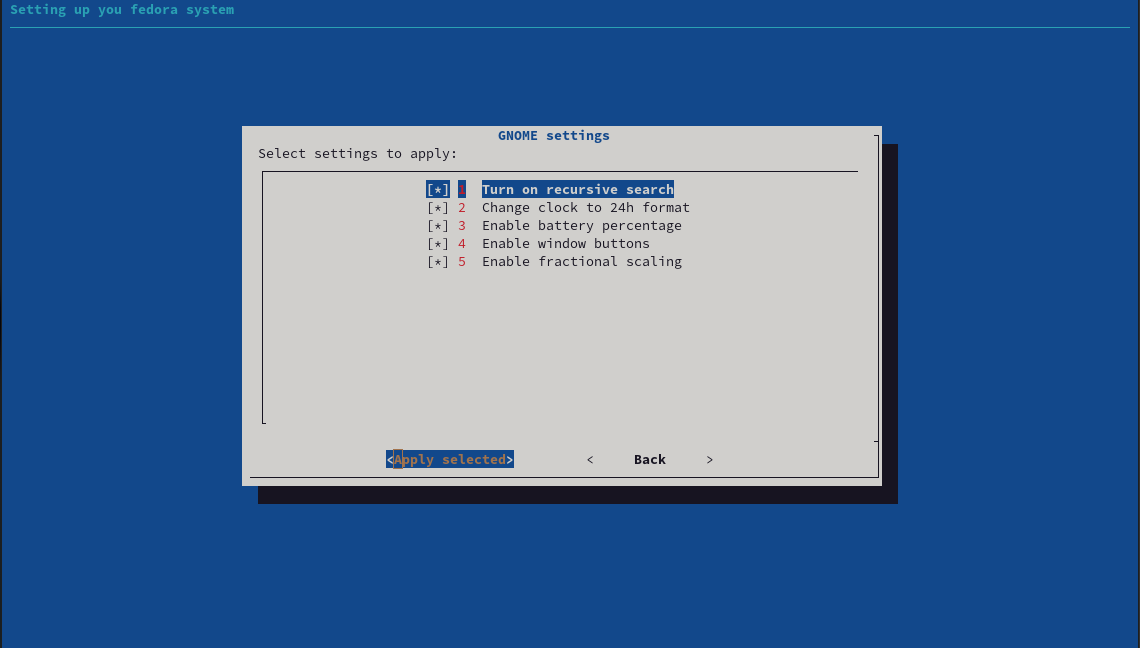 Setting up you fedora system
GNOME settings
Select settings to apply:
[*] 1 Turn on recursive search
[*] 2 Change clock to 24h format
[*] 3 Enable battery percentage
[*] 4 Enable window buttons
[*] 5 Enable fractional scaling
<Apply selected> < Back >